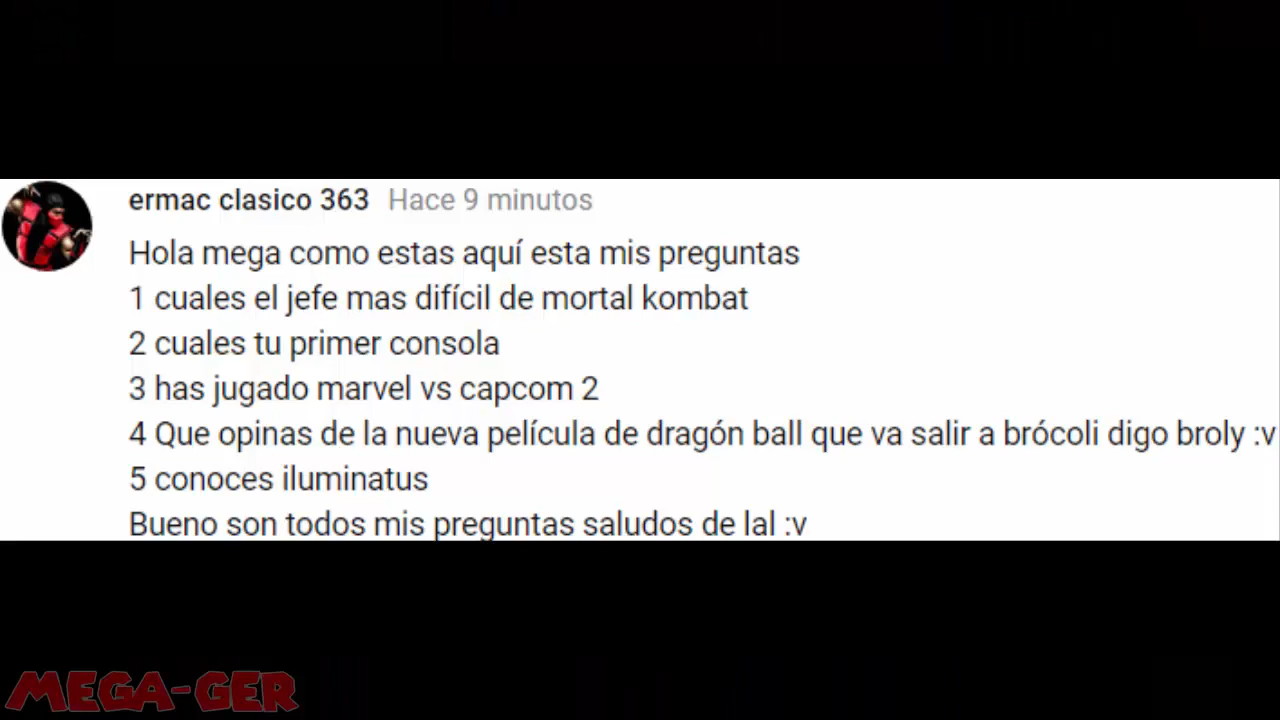 ermac clasico 363 Hace 9 minutos
Hola mega como estas aquí esta mis preguntas
1 cuales el jefe mas difícil de mortal kombat
2 cuales tu primer consola
3 has jugado marvel vs capcom 2
4 Que opinas de la nueva película de dragón ball que va salir a brócoli digo broly :v
5 conoces iluminatus
Bueno son todos mis preguntas saludos de lal :v
MEGA-GER